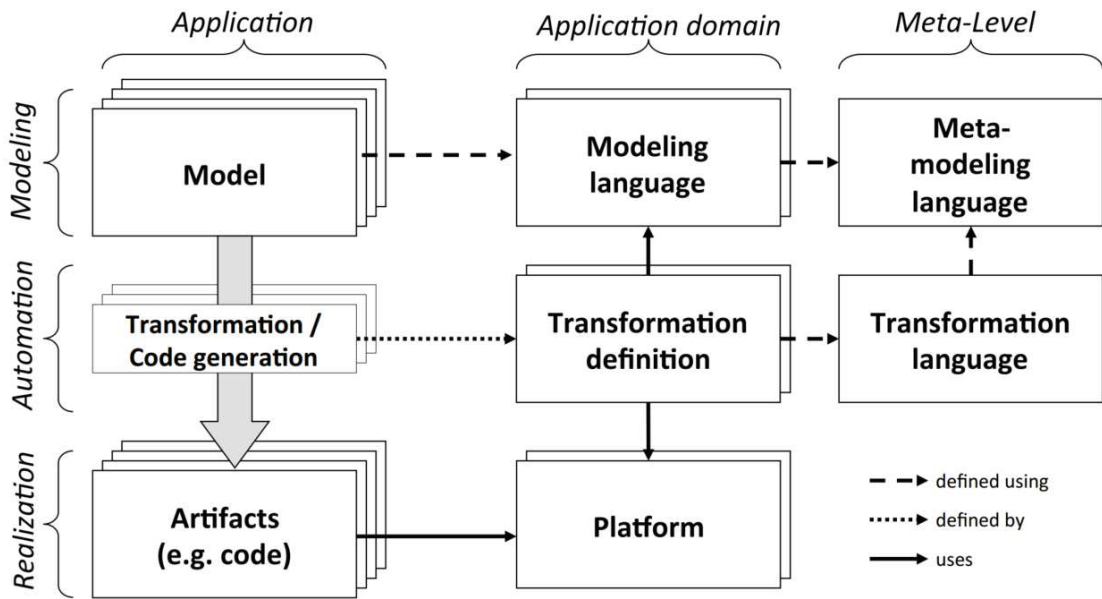 Application
Application domain
Meta-Level
Modeling
Model
Modeling
language
Meta-
modeling
language
Automation
Transformation /
Code generation
Transformation
definition
Transformation
language
Realization
Artifacts
(e.g. code)
Platform
defined using
defined by
uses